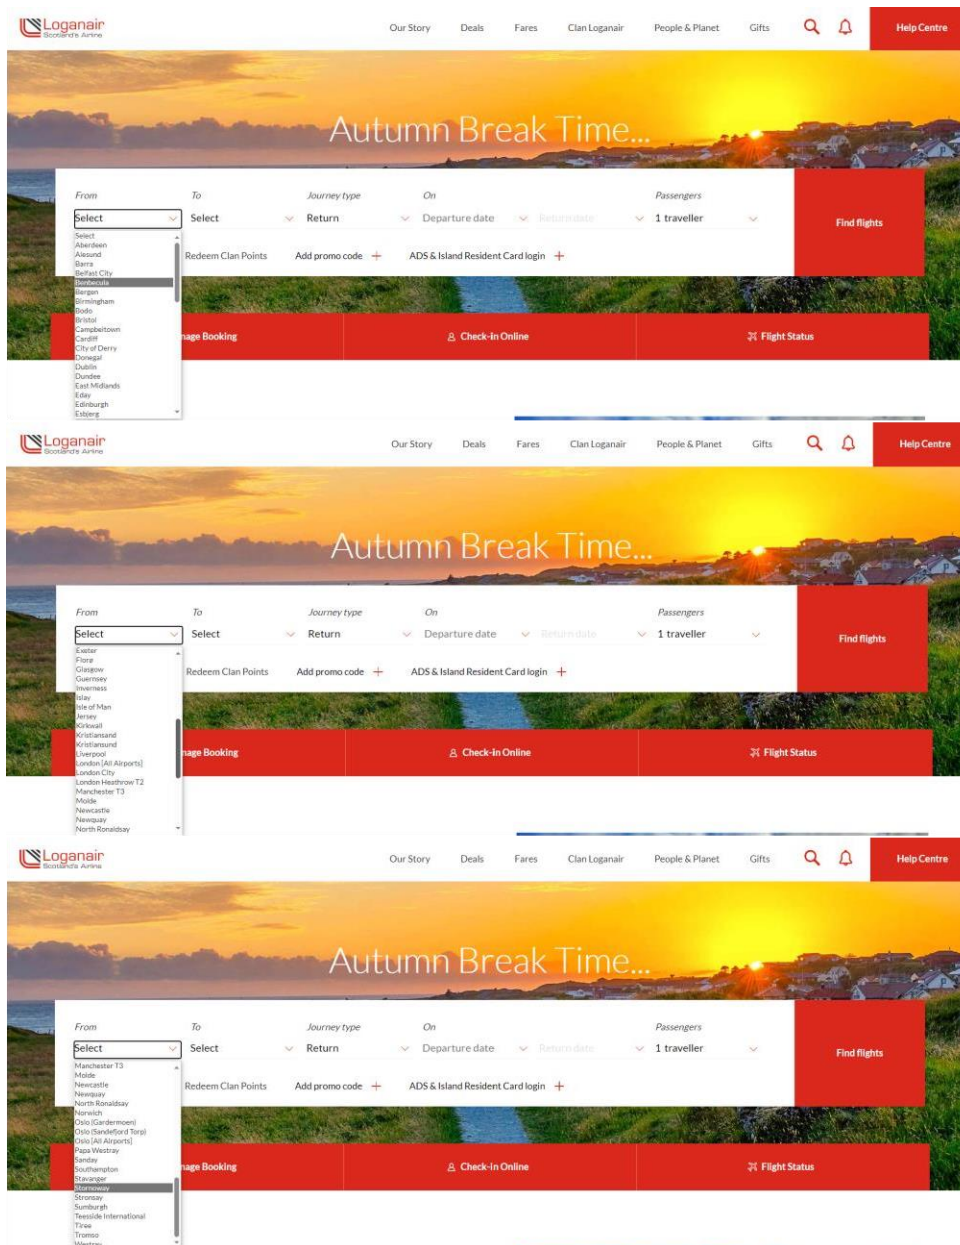 Loganair
Scotland's Airline
Our Story Deals Fares Clan Loganair People & Planet Gifts Help Centre
Autumn Break Time...
From To Journey type On Passengers
Select Select Return Departure date Return date 1 traveller Find flights
Select
Aberdeen
Alesund
Barra
Belfast City
Benbecula
Bergen
Birmingham
Bodo
Bristol
Campbeltown
Cardiff
City of Derry
Donegal
Dublin
Dundee
East Midlands
Eday
Edinburgh
Esbjerg
Redeem Clan Points Add promo code + ADS & Island Resident Card login +
nage Booking Check-in Online Flight Status
Loganair
Scotland's Airline
Our Story Deals Fares Clan Loganair People & Planet Gifts Help Centre
Autumn Break Time...
From To Journey type On Passengers
Select Select Return Departure date Return date 1 traveller Find flights
Exeter
Florø
Glasgow
Guernsey
Inverness
Islay
Isle of Man
Jersey
Kirkwall
Kristiansand
Kristiansund
Liverpool
London [All Airports]
London City
London Heathrow T2
Manchester T3
Molde
Newcastle
Newquay
North Ronaldsay
Redeem Clan Points Add promo code + ADS & Island Resident Card login +
nage Booking Check-in Online Flight Status
Loganair
Scotland's Airline
Our Story Deals Fares Clan Loganair People & Planet Gifts Help Centre
Autumn Break Time...
From To Journey type On Passengers
Select Select Return Departure date Return date 1 traveller Find flights
Manchester T3
Molde
Newcastle
Newquay
North Ronaldsay
Norwich
Oslo (Gardermoen)
Oslo (Sandefjord Torp)
Oslo [All Airports]
Papa Westray
Sanday
Southampton
Stavanger
Stornoway
Stronsay
Sumburgh
Teesside International
Tiree
Tromso
Westray
Redeem Clan Points Add promo code + ADS & Island Resident Card login +
nage Booking Check-in Online Flight Status